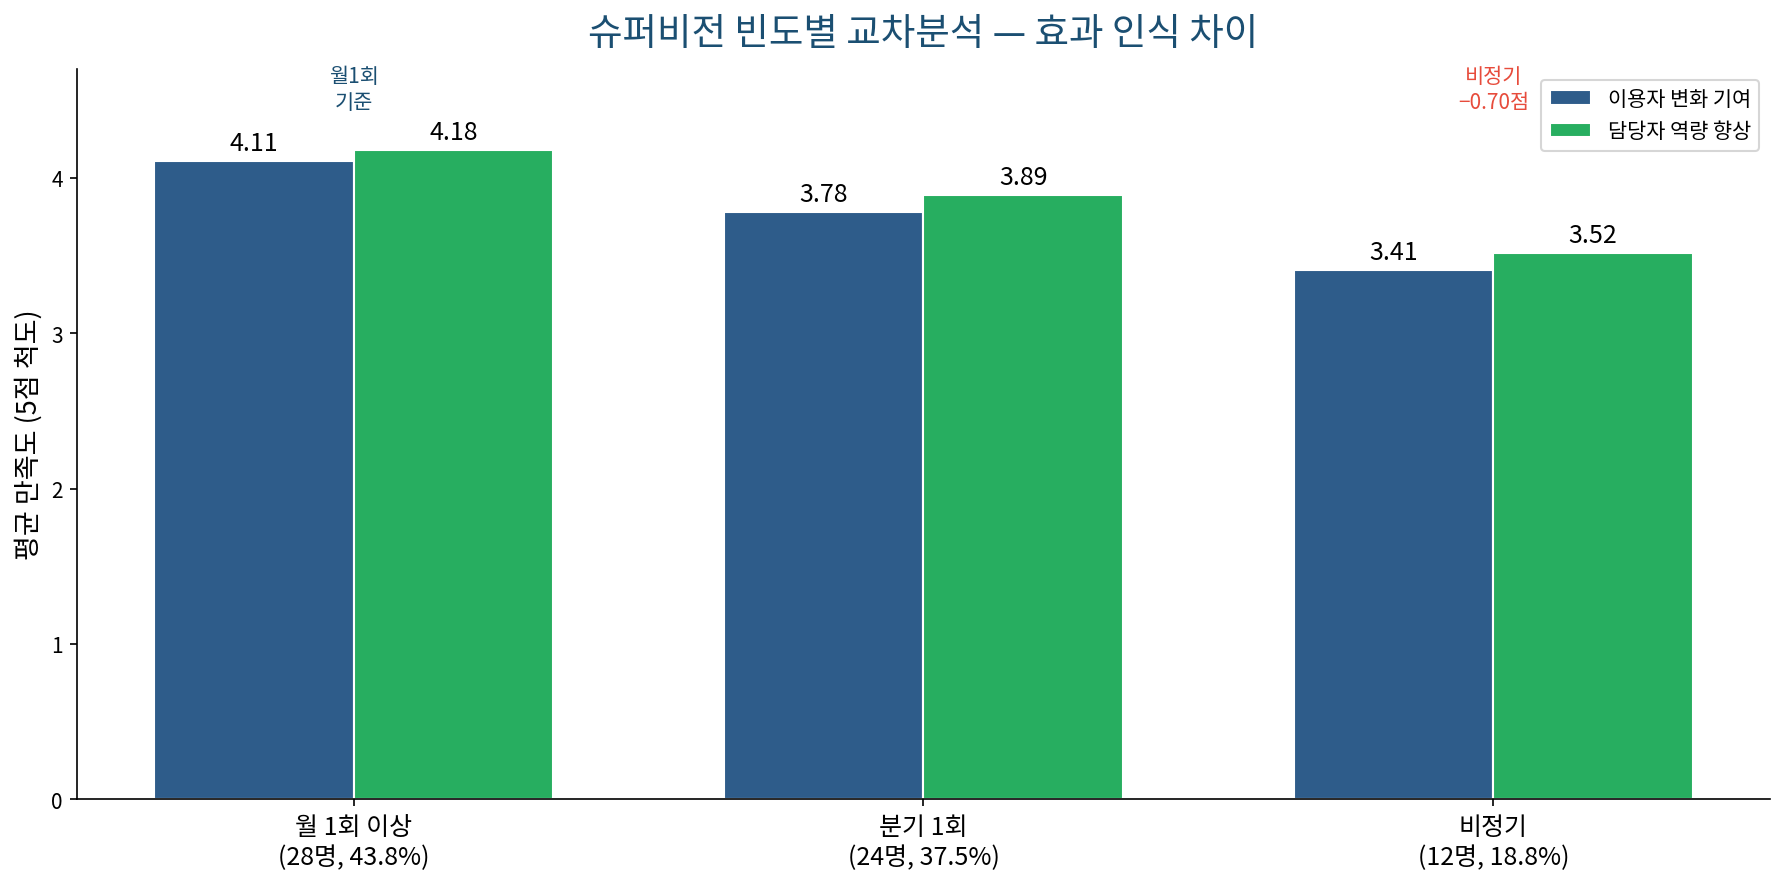 슈퍼비전 빈도별 교차분석 — 효과 인식 차이
월1회
기준
비정기
−0.70점
이용자 변화 기여
담당자 역량 향상
4.11
4.18
3.78
3.89
3.41
3.52
평균 만족도 (5점 척도)
4
3
2
1
0
월 1회 이상
(28명, 43.8%)
분기 1회
(24명, 37.5%)
비정기
(12명, 18.8%)